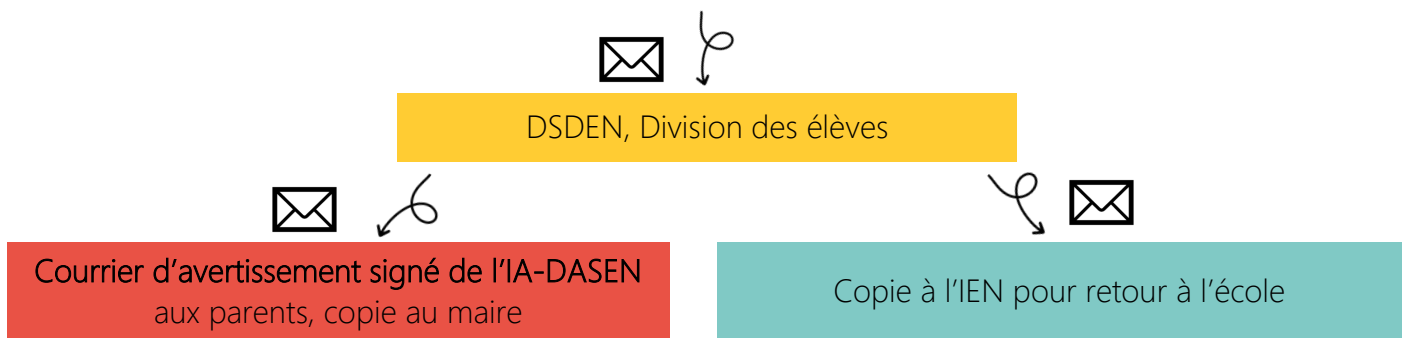 DSDEN, Division des élèves
Courrier d’avertissement signé de l’IA-DASEN
aux parents, copie au maire
Copie à l’IEN pour retour à l’école